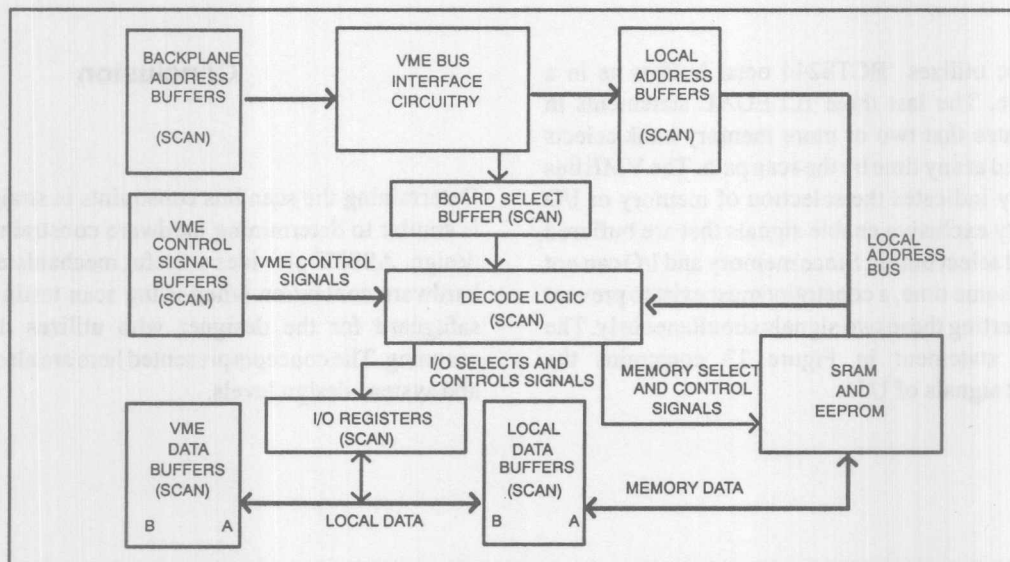 BACKPLANE
ADDRESS
BUFFERS
(SCAN)
VME BUS
INTERFACE
CIRCUITRY
LOCAL
ADDRESS
BUFFERS
(SCAN)
BOARD SELECT
BUFFER (SCAN)
VME
CONTROL
SIGNAL
BUFFERS
(SCAN)
VME CONTROL
SIGNALS
DECODE LOGIC
(SCAN)
LOCAL
ADDRESS
BUS
I/O SELECTS AND
CONTROLS SIGNALS
MEMORY SELECT
AND CONTROL
SIGNALS
SRAM
AND
EEPROM
VME
DATA
BUFFERS
(SCAN)
B A
I/O REGISTERS
(SCAN)
LOCAL DATA
LOCAL
DATA
BUFFERS
(SCAN)
B A
MEMORY DATA